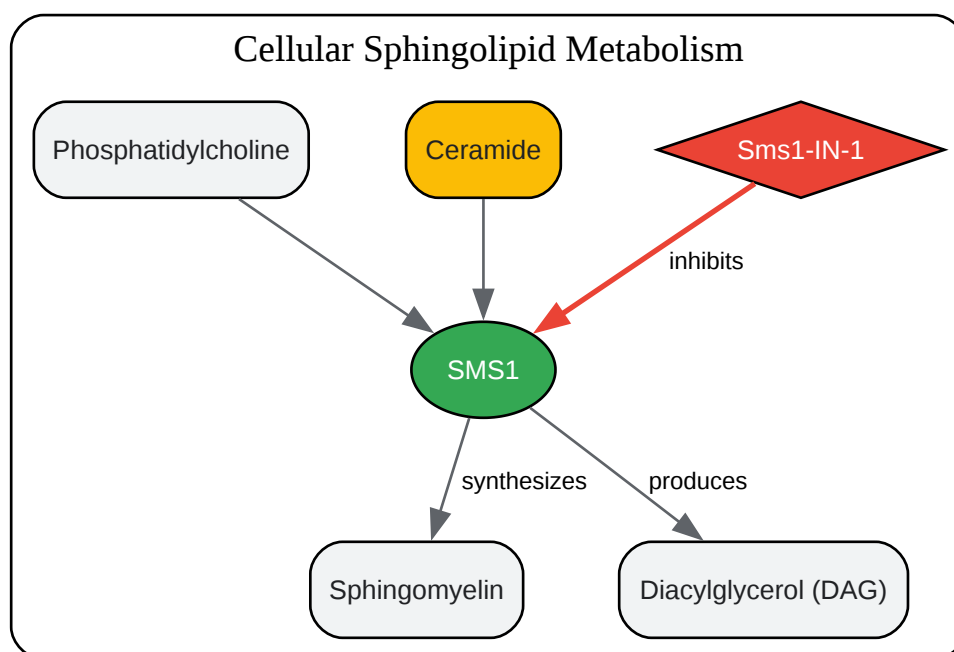 Cellular Sphingolipid Metabolism
Phosphatidylcholine
Ceramide
Sms1-IN-1
inhibits
SMS1
synthesizes
produces
Sphingomyelin
Diacylglycerol (DAG)